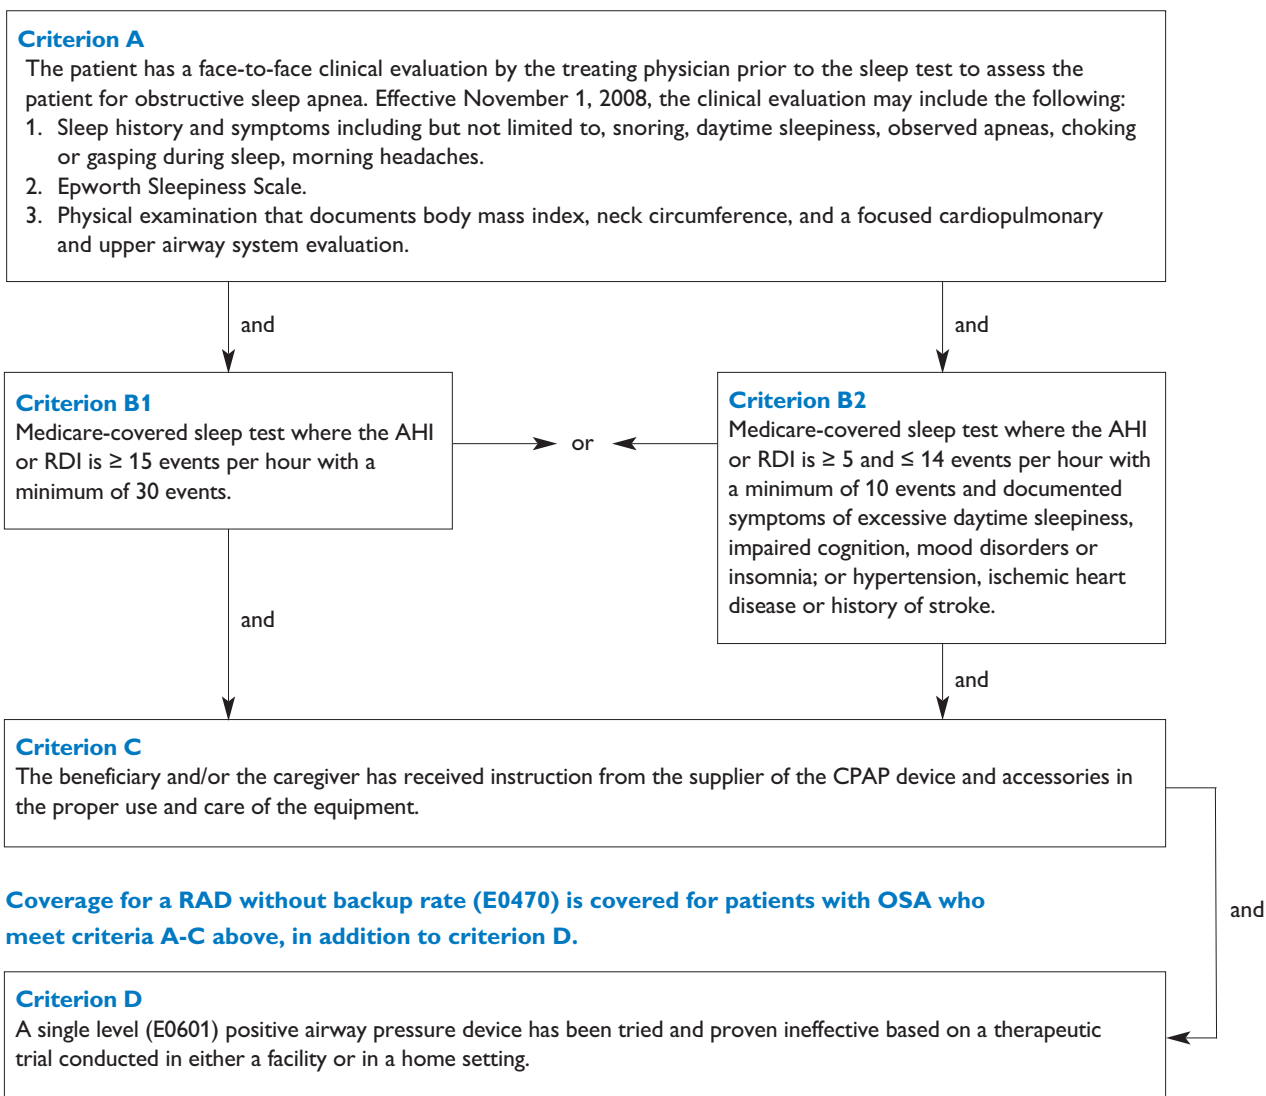 Criterion A
The patient has a face-to-face clinical evaluation by the treating physician prior to the sleep test to assess the
patient for obstructive sleep apnea. Effective November 1, 2008, the clinical evaluation may include the following:
1. Sleep history and symptoms including but not limited to, snoring, daytime sleepiness, observed apneas, choking
or gasping during sleep, morning headaches.
2. Epworth Sleepiness Scale.
3. Physical examination that documents body mass index, neck circumference, and a focused cardiopulmonary
and upper airway system evaluation.
and
and
Criterion B1
Medicare-covered sleep test where the AHI
or RDI is ≥ 15 events per hour with a
minimum of 30 events.
or
Criterion B2
Medicare-covered sleep test where the AHI
or RDI is ≥ 5 and ≤ 14 events per hour with
a minimum of 10 events and documented
symptoms of excessive daytime sleepiness,
impaired cognition, mood disorders or
insomnia; or hypertension, ischemic heart
disease or history of stroke.
and
and
Criterion C
The beneficiary and/or the caregiver has received instruction from the supplier of the CPAP device and accessories in
the proper use and care of the equipment.
Coverage for a RAD without backup rate (E0470) is covered for patients with OSA who
meet criteria A-C above, in addition to criterion D.
and
Criterion D
A single level (E0601) positive airway pressure device has been tried and proven ineffective based on a therapeutic
trial conducted in either a facility or in a home setting.